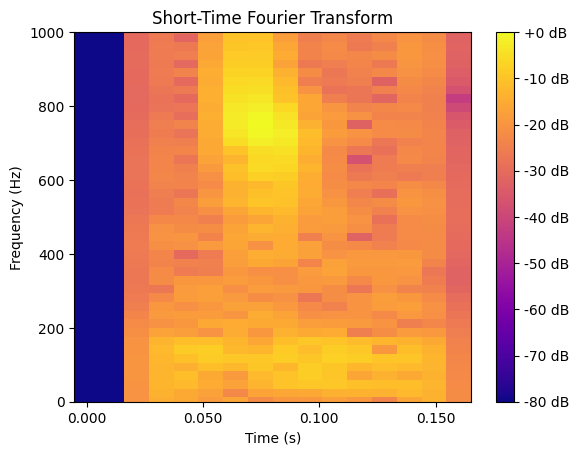 Short-Time Fourier Transform
1000
800
600
400
200
0
Frequency (Hz)
0.000
0.050
0.100
0.150
Time (s)
+0 dB
-10 dB
-20 dB
-30 dB
-40 dB
-50 dB
-60 dB
-70 dB
-80 dB